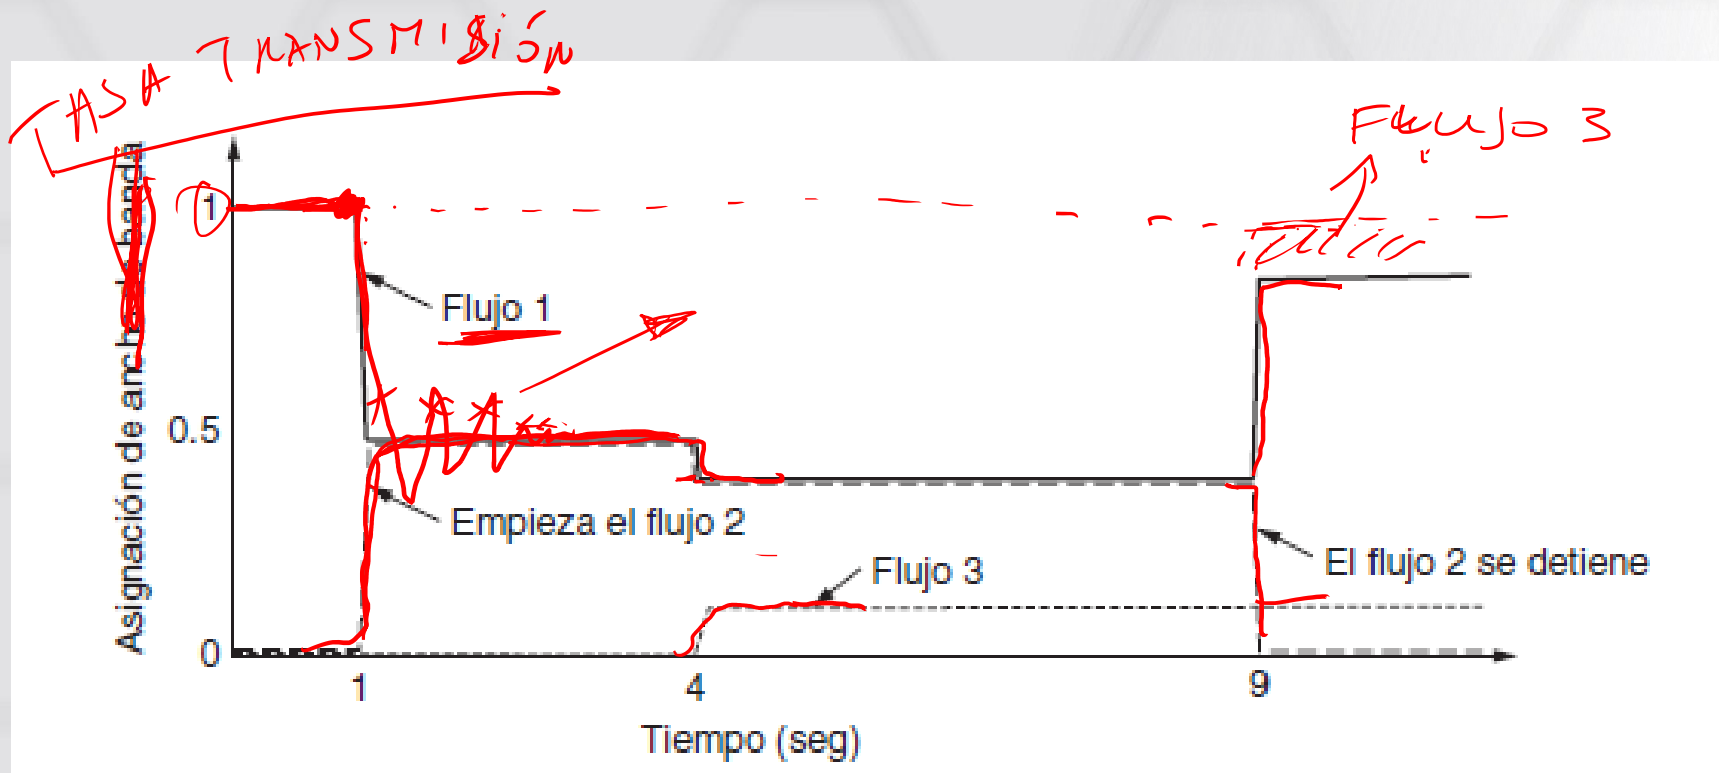 TASA TRANSMISIÓN
FLUJO 3
Asignación de ancho de banda
1
Flujo 1
0.5
Empieza el flujo 2
Flujo 3
El flujo 2 se detiene
0
1 4 9
Tiempo (seg)